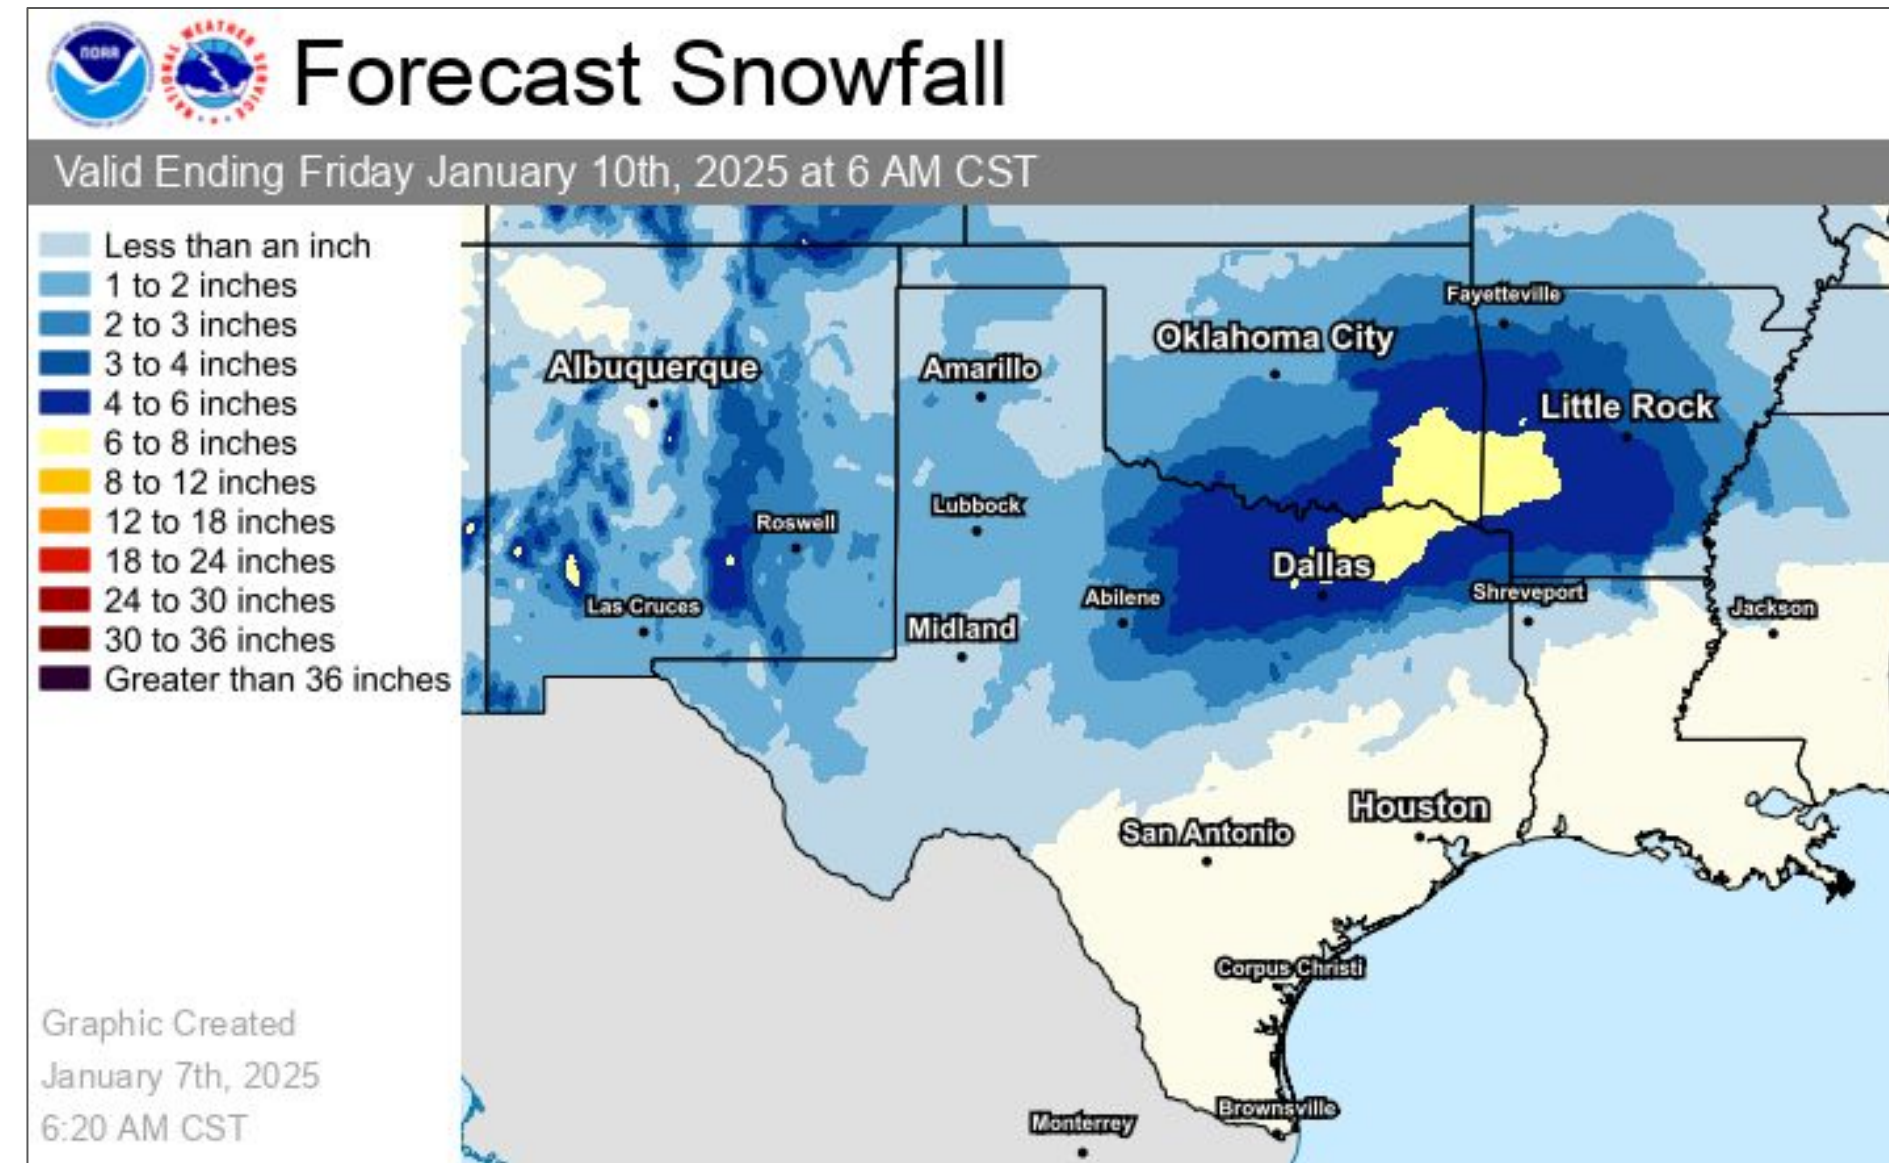 NOAA
NATIONAL WEATHER SERVICE
Forecast Snowfall
Valid Ending Friday January 10th, 2025 at 6 AM CST
Less than an inch
1 to 2 inches
2 to 3 inches
3 to 4 inches
4 to 6 inches
6 to 8 inches
8 to 12 inches
12 to 18 inches
18 to 24 inches
24 to 30 inches
30 to 36 inches
Greater than 36 inches
Fayetteville
Oklahoma City
Albuquerque
Amarillo
Little Rock
Lubbock
Roswell
Dallas
Abilene
Shreveport
Las Cruces
Jackson
Midland
Houston
San Antonio
Corpus Christi
Brownsville
Monterrey
Graphic Created
January 7th, 2025
6:20 AM CST